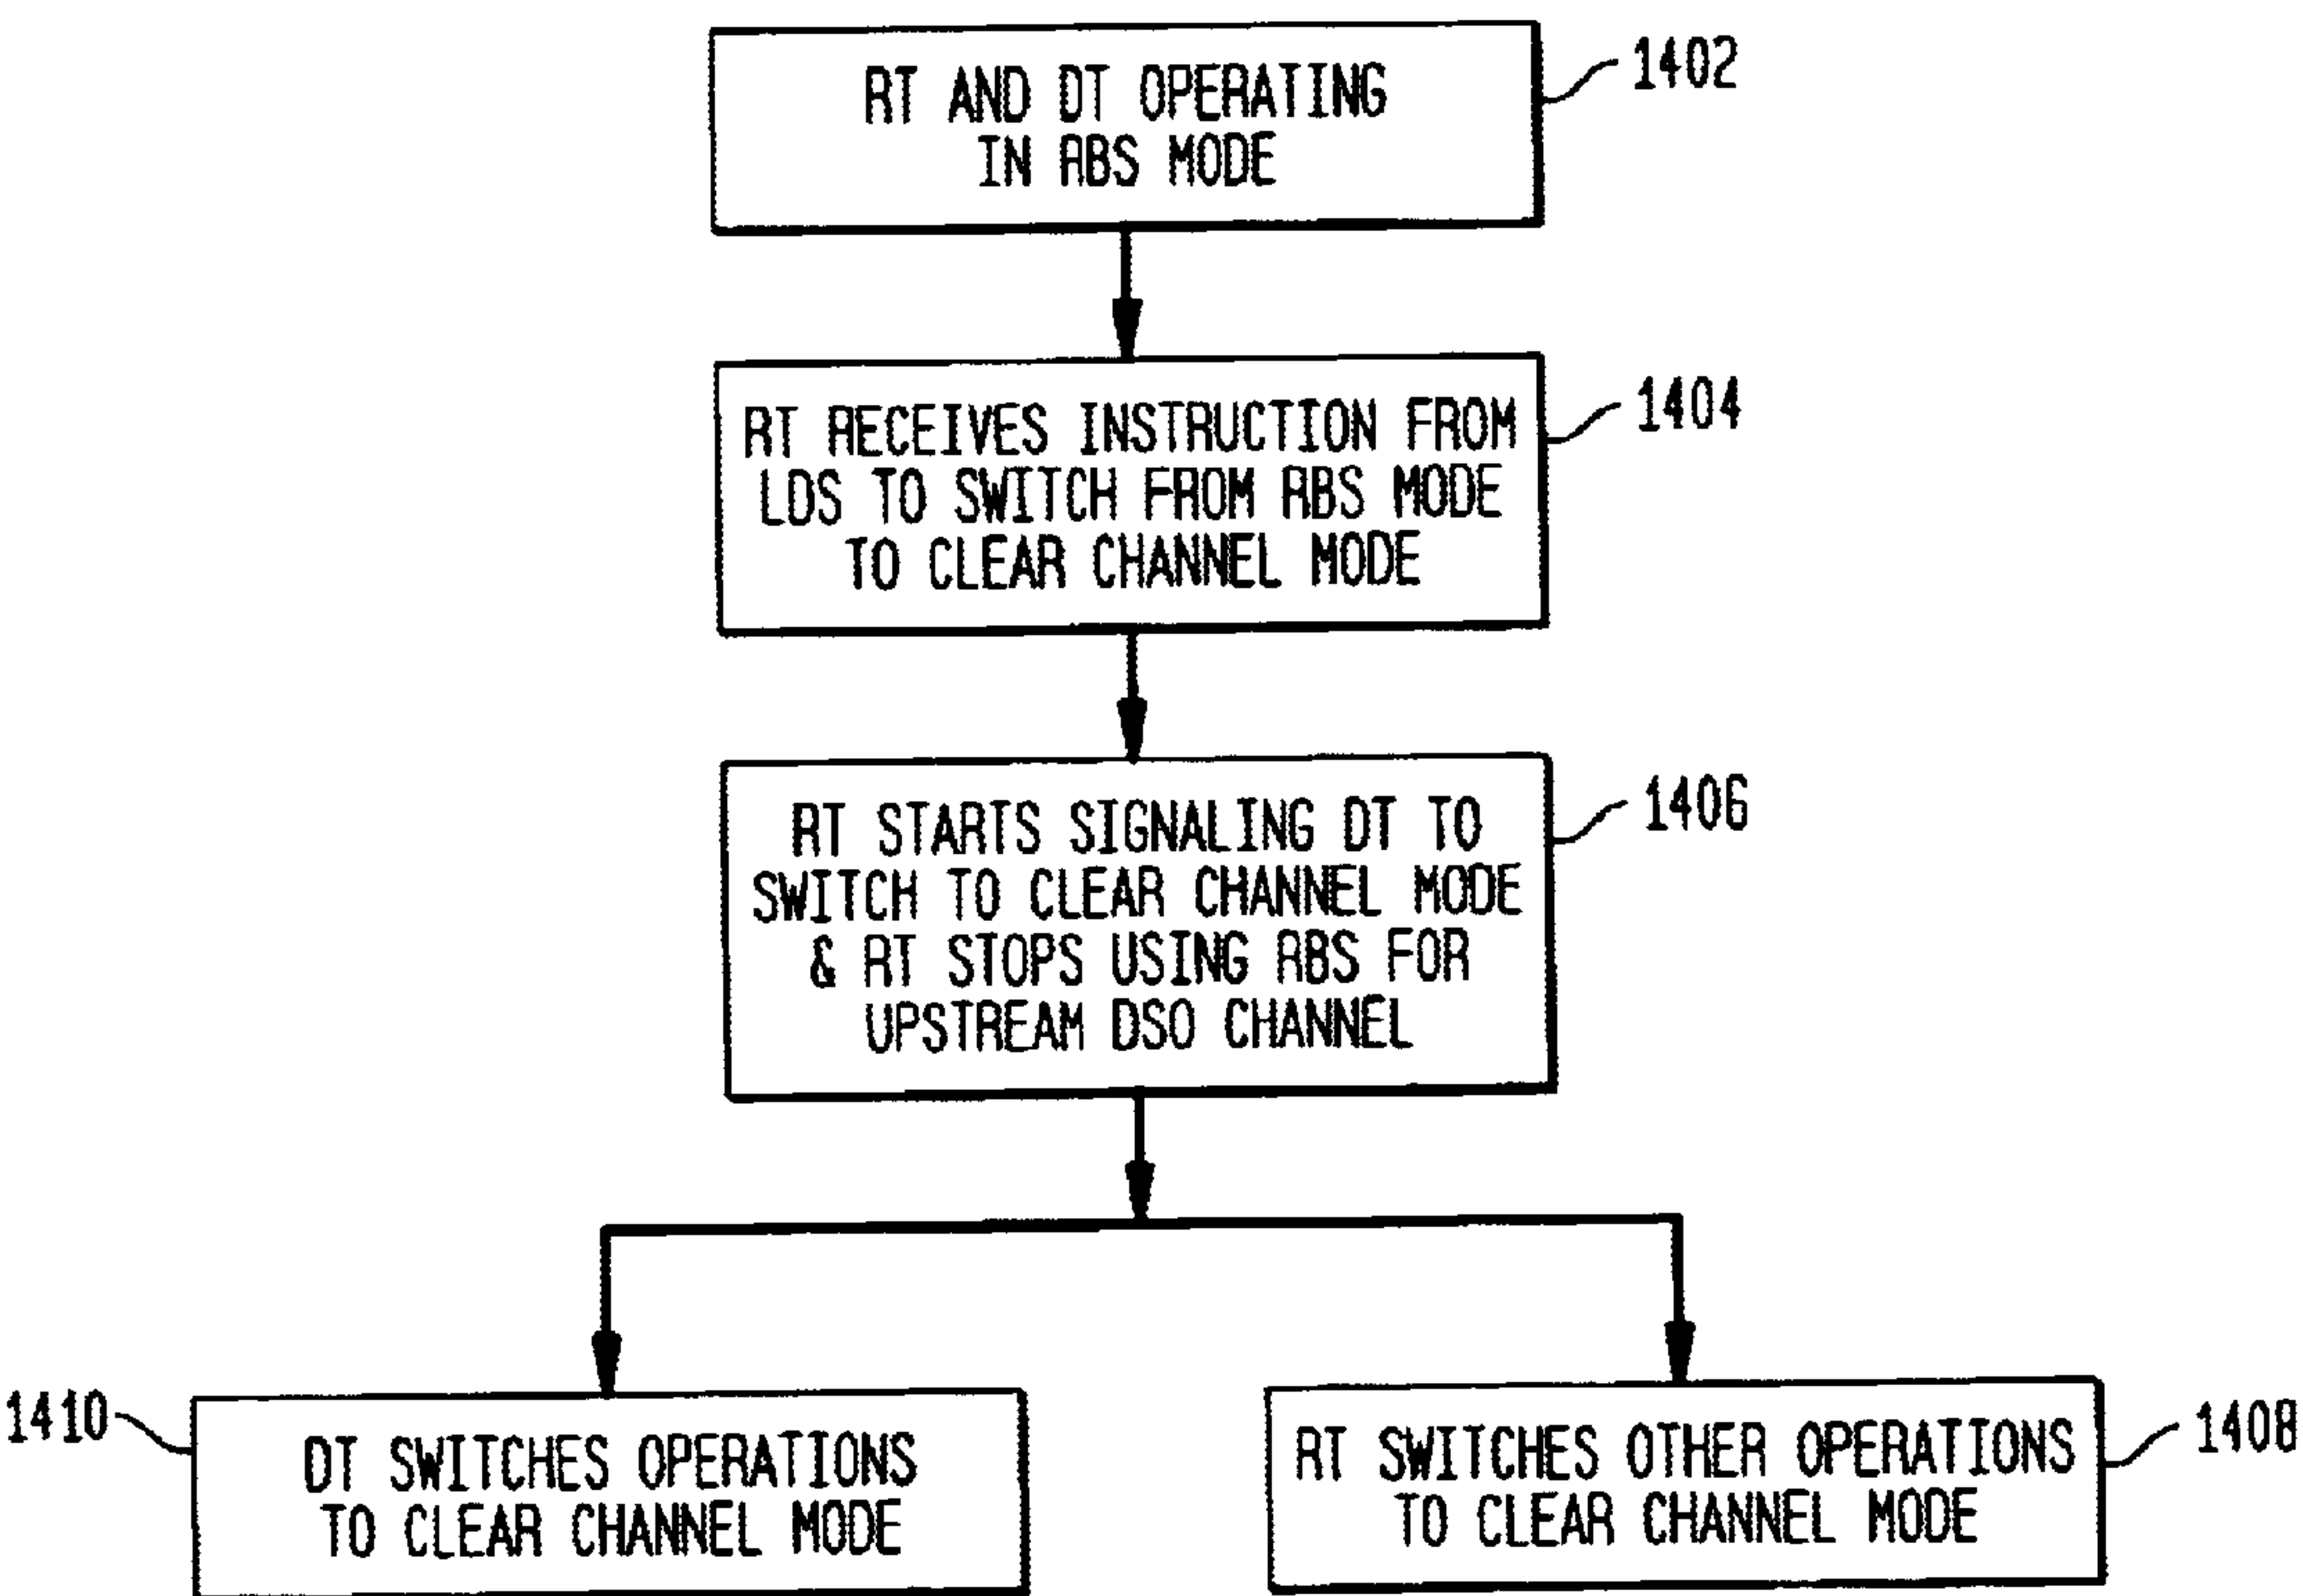 RT AND DT OPERATING
IN RBS MODE
1402
RT RECEIVES INSTRUCTION FROM
LDS TO SWITCH FROM RBS MODE
TO CLEAR CHANNEL MODE
1404
RT STARTS SIGNALING DT TO
SWITCH TO CLEAR CHANNEL MODE
& RT STOPS USING RBS FOR
UPSTREAM DSO CHANNEL
1406
1410
DT SWITCHES OPERATIONS
TO CLEAR CHANNEL MODE
RT SWITCHES OTHER OPERATIONS
TO CLEAR CHANNEL MODE
1408